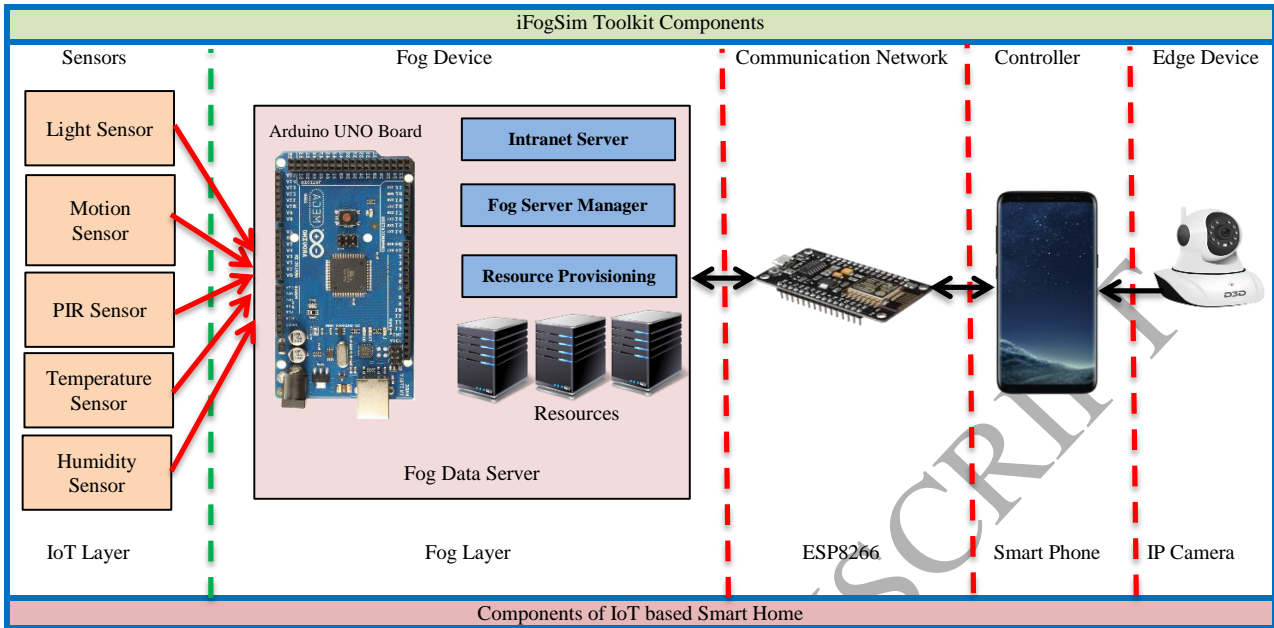 iFogSim Toolkit Components
Sensors
Fog Device
Communication Network
Controller
Edge Device
Light Sensor
Motion
Sensor
PIR Sensor
Temperature
Sensor
Humidity
Sensor
Arduino UNO Board
Intranet Server
Fog Server Manager
Resource Provisioning
Resources
Fog Data Server
D3D
IoT Layer
Fog Layer
ESP8266
Smart Phone
IP Camera
SCRIPT
Components of IoT based Smart Home